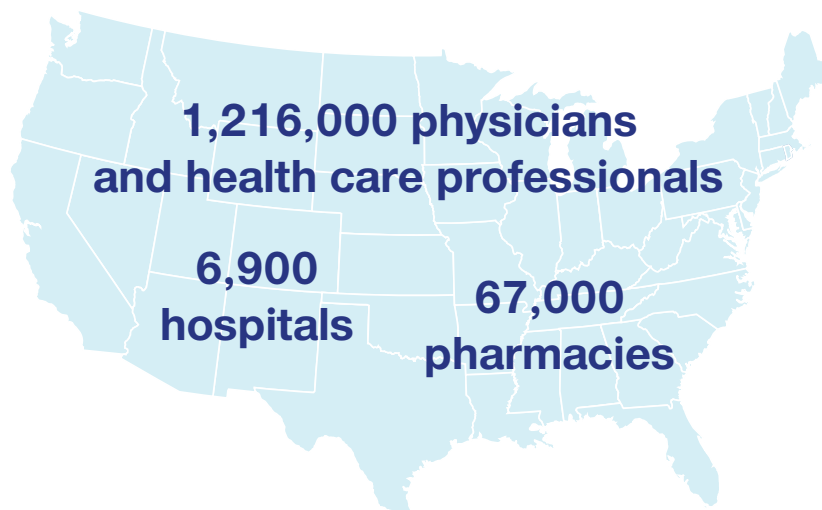 1,216,000 physicians
and health care professionals
6,900
hospitals
67,000
pharmacies